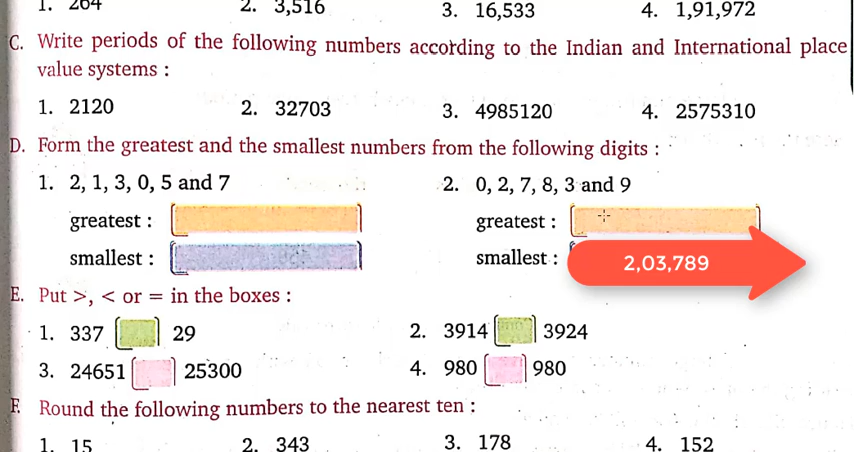 1. 264 2. 3,516 3. 16,533 4. 1,91,972
C. Write periods of the following numbers according to the Indian and International place
value systems :
1. 2120 2. 32703 3. 4985120 4. 2575310
D. Form the greatest and the smallest numbers from the following digits :
1. 2, 1, 3, 0, 5 and 7 2. 0, 2, 7, 8, 3 and 9
greatest : greatest :
smallest : smallest : 2,03,789
E. Put >, < or = in the boxes :
1. 337 29 2. 3914 3924
3. 24651 25300 4. 980 980
F. Round the following numbers to the nearest ten :
1. 15 2. 343 3. 178 4. 152